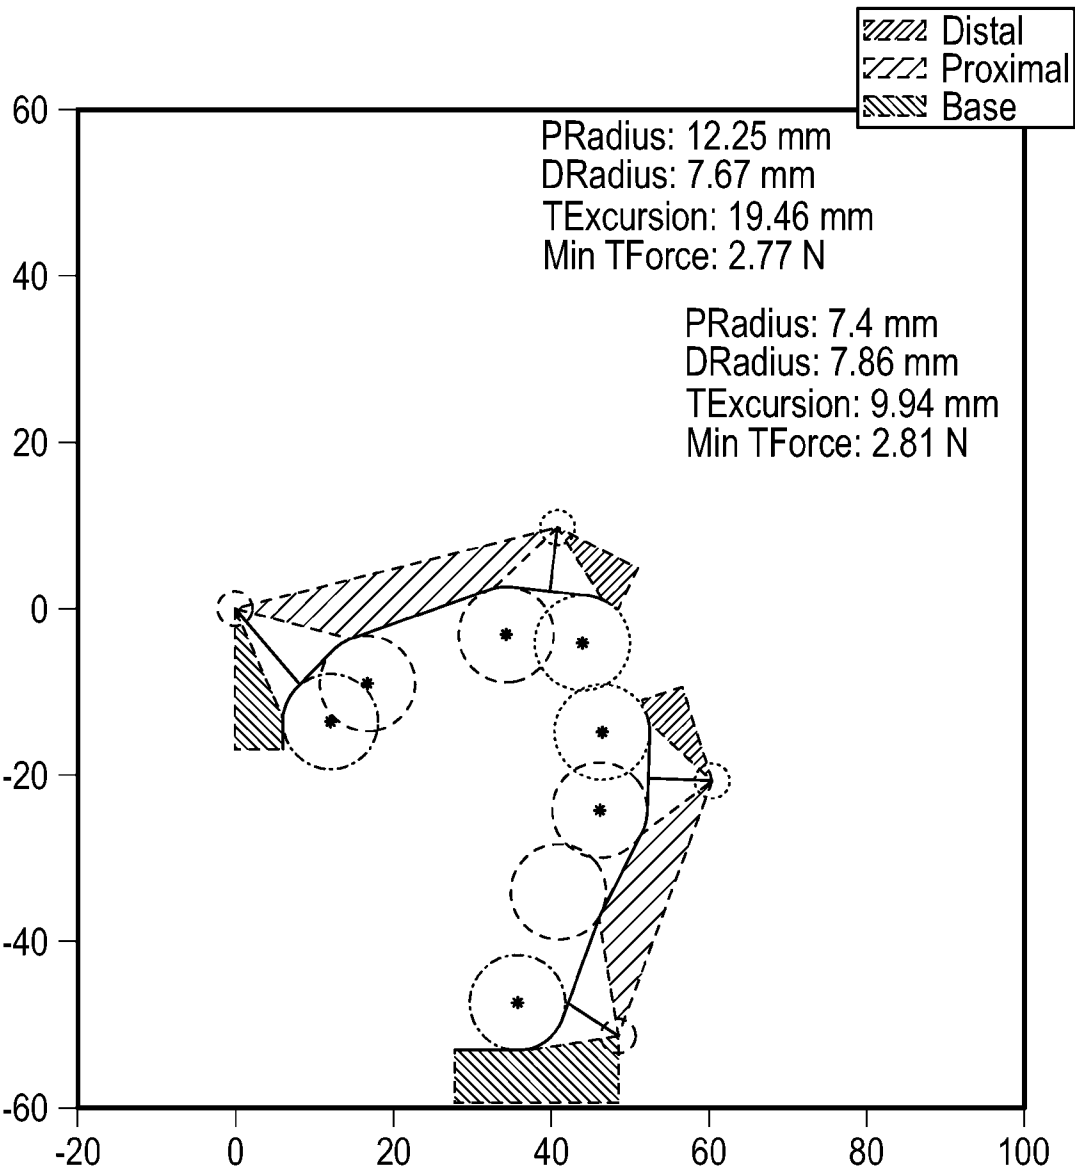 Distal
Proximal
Base
60
PRadius: 12.25 mm
DRadius: 7.67 mm
TExcursion: 19.46 mm
Min TForce: 2.77 N
40
PRadius: 7.4 mm
DRadius: 7.86 mm
TExcursion: 9.94 mm
Min TForce: 2.81 N
20
0
-20
-40
-60
-20 0 20 40 60 80 100